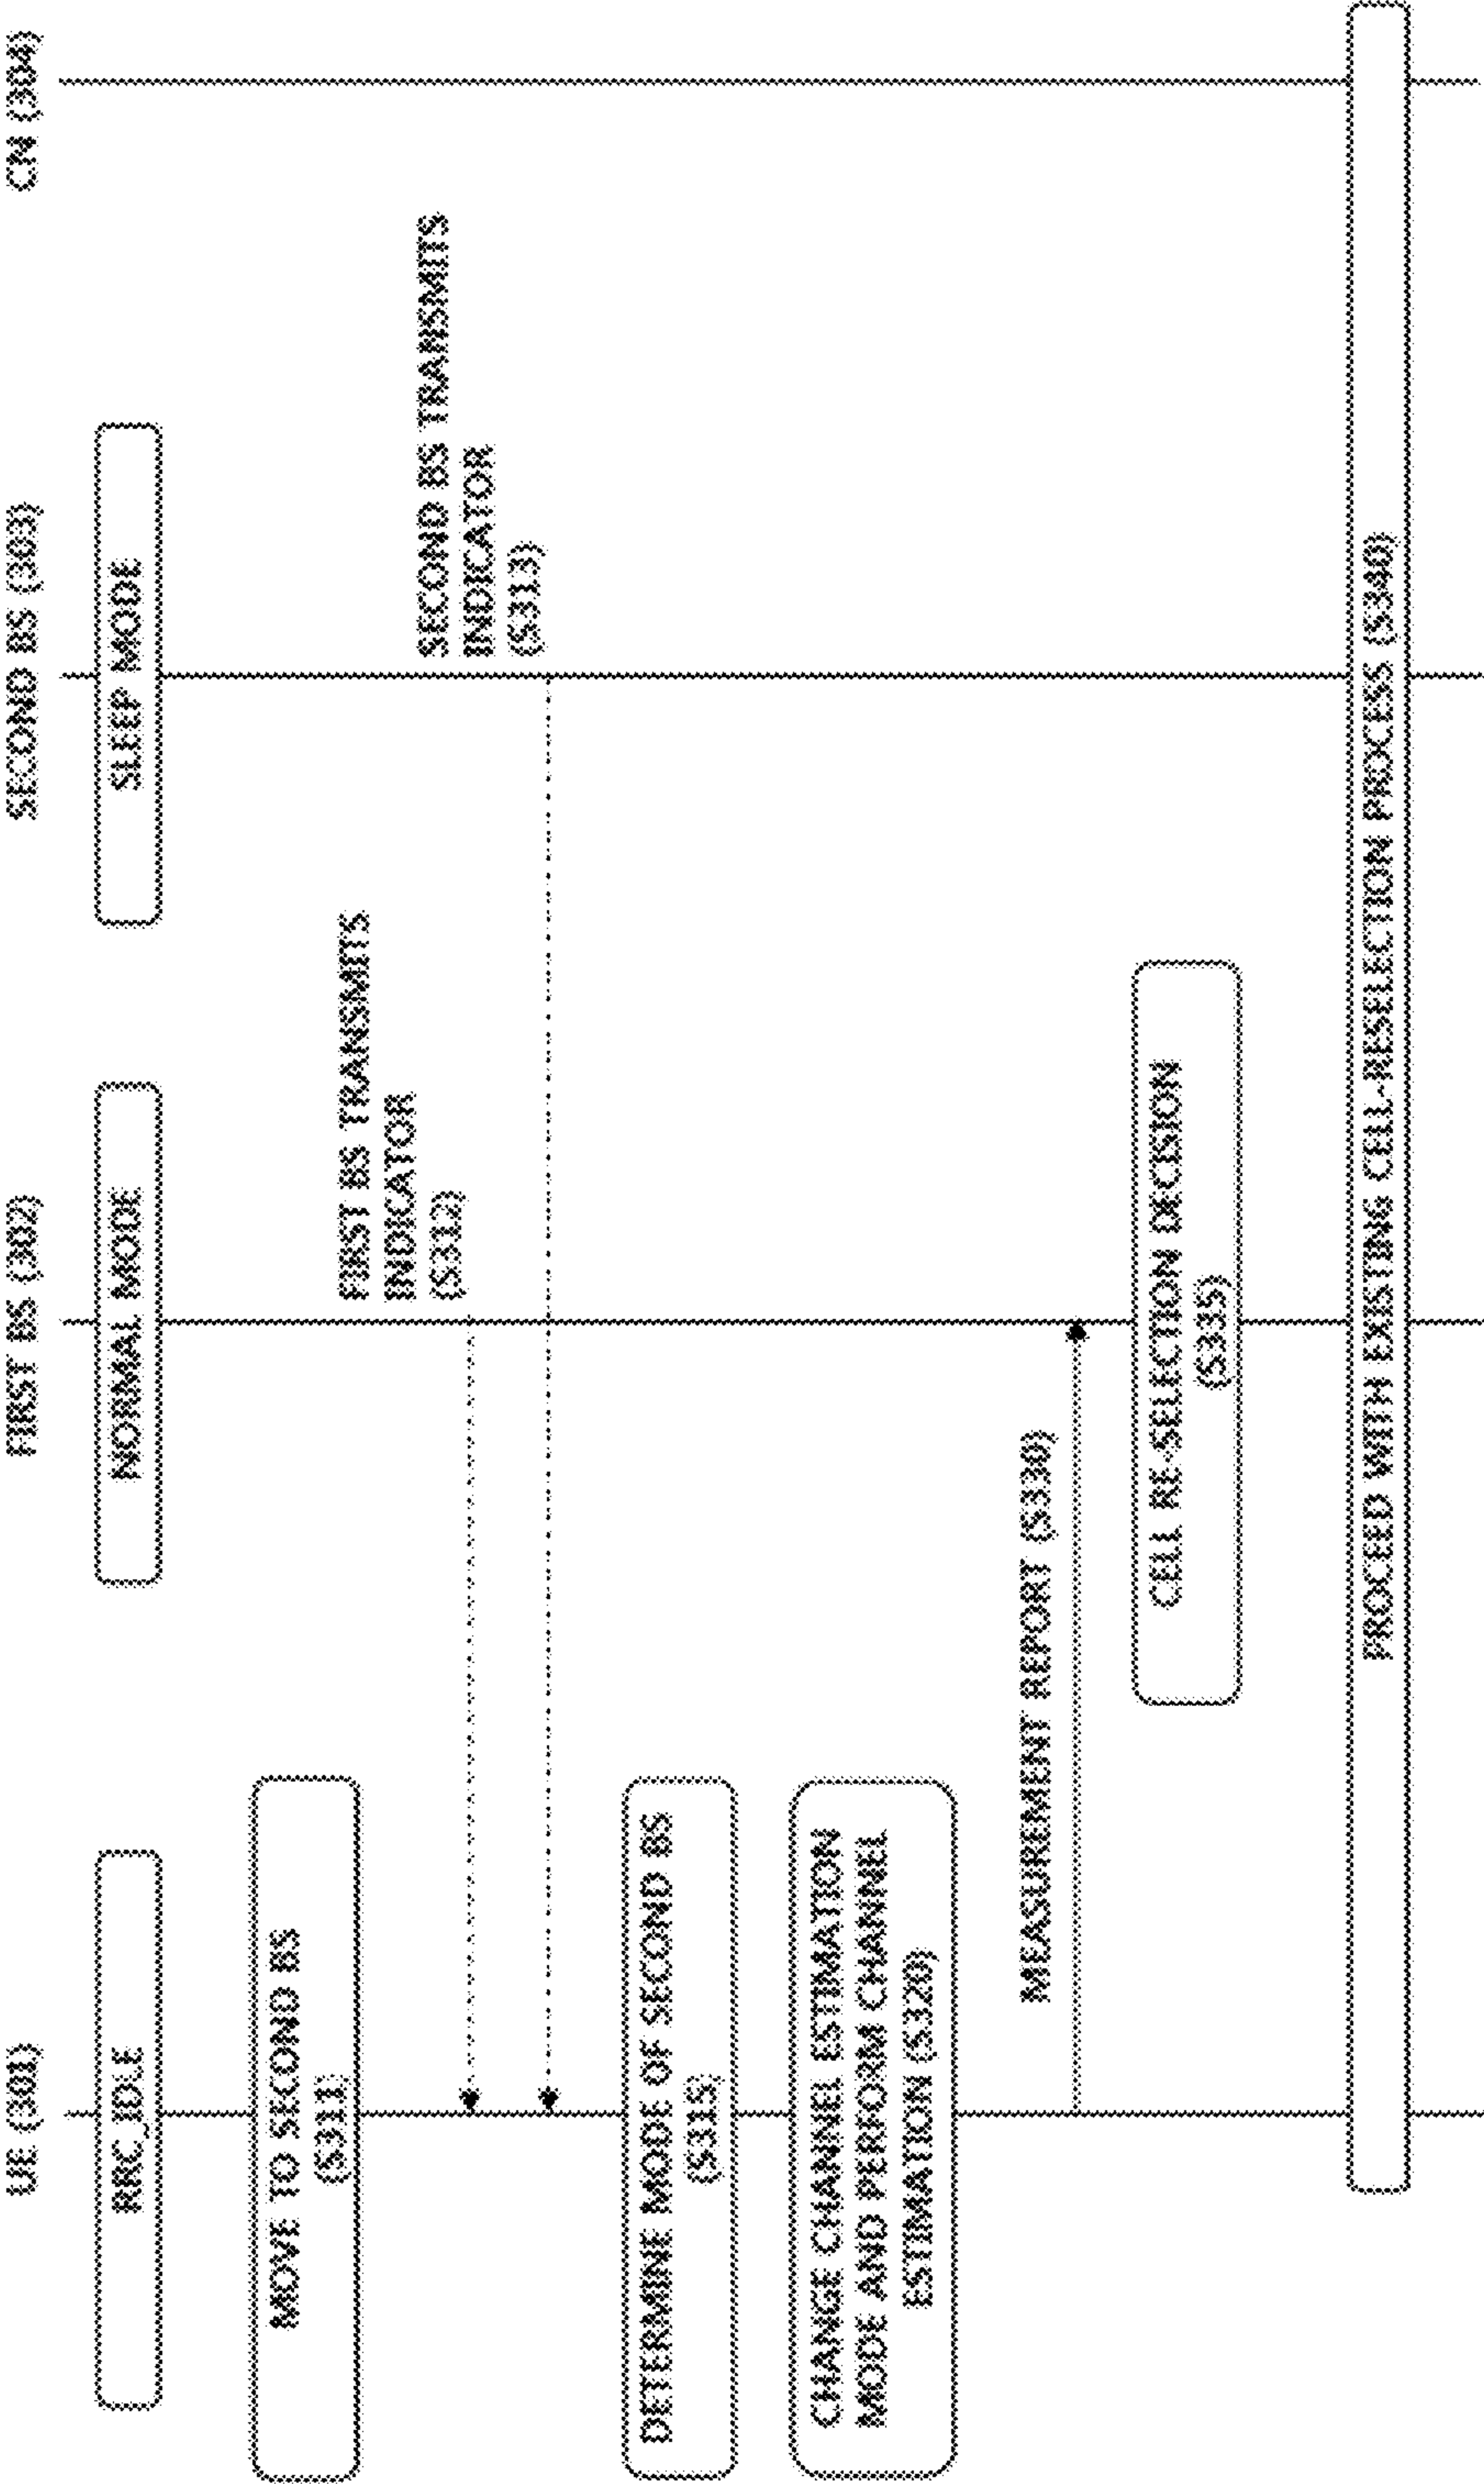 UE (301)
FIRST BS (302)
SECOND BS (303)
CN (304)
RRC_IDLE
NORMAL MODE
SLEEP MODE
MOVE TO SECOND BS
(S311)
FIRST BS TRANSMITS
INDICATOR
(S312)
SECOND BS TRANSMITS
INDICATOR
(S313)
DETERMINE MODE OF SECOND BS
(S315)
CHANGE CHANNEL ESTIMATION
MODE AND PERFORM CHANNEL
ESTIMATION (S320)
MEASUREMENT REPORT (S330)
CELL RE-SELECTION DECISION
(S335)
PROCEED WITH EXISTING CELL-RESELECTION PROCESS (S340)